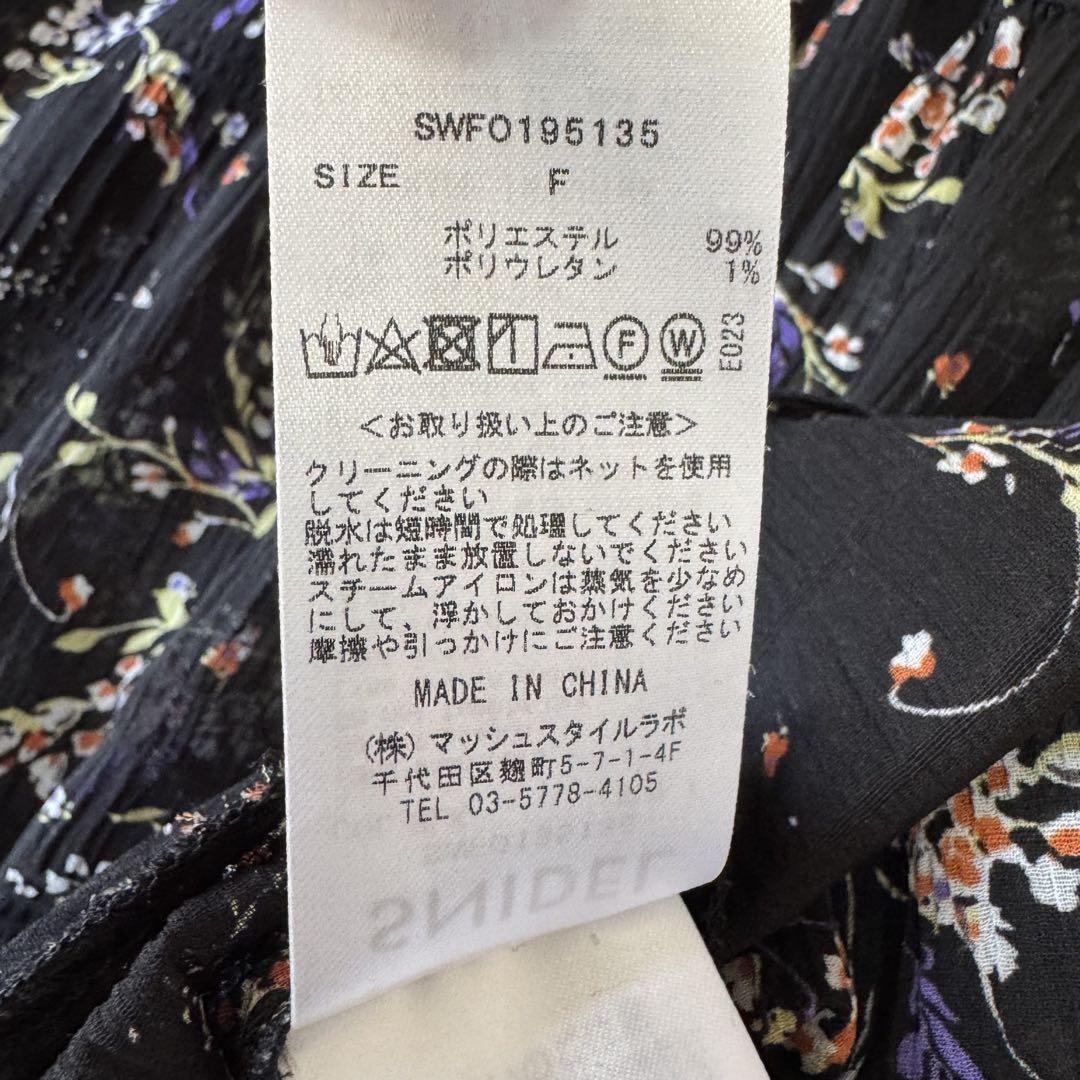 SWFO195135
SIZE F
ポリエステル 99%
ポリウレタン 1%
F W E023
<お取り扱い上のご注意>
クリーニングの際はネットを使用
してください
脱水は短時間で処理してください
濡れたまま放置しないでください
スチームアイロンは蒸気を少なめ
にして、浮かしておかけください
摩擦や引っかけにご注意ください
MADE IN CHINA
(株)マッシュスタイルラボ
千代田区麹町5-7-1-4F
TEL 03-5778-4105
SNIDEL